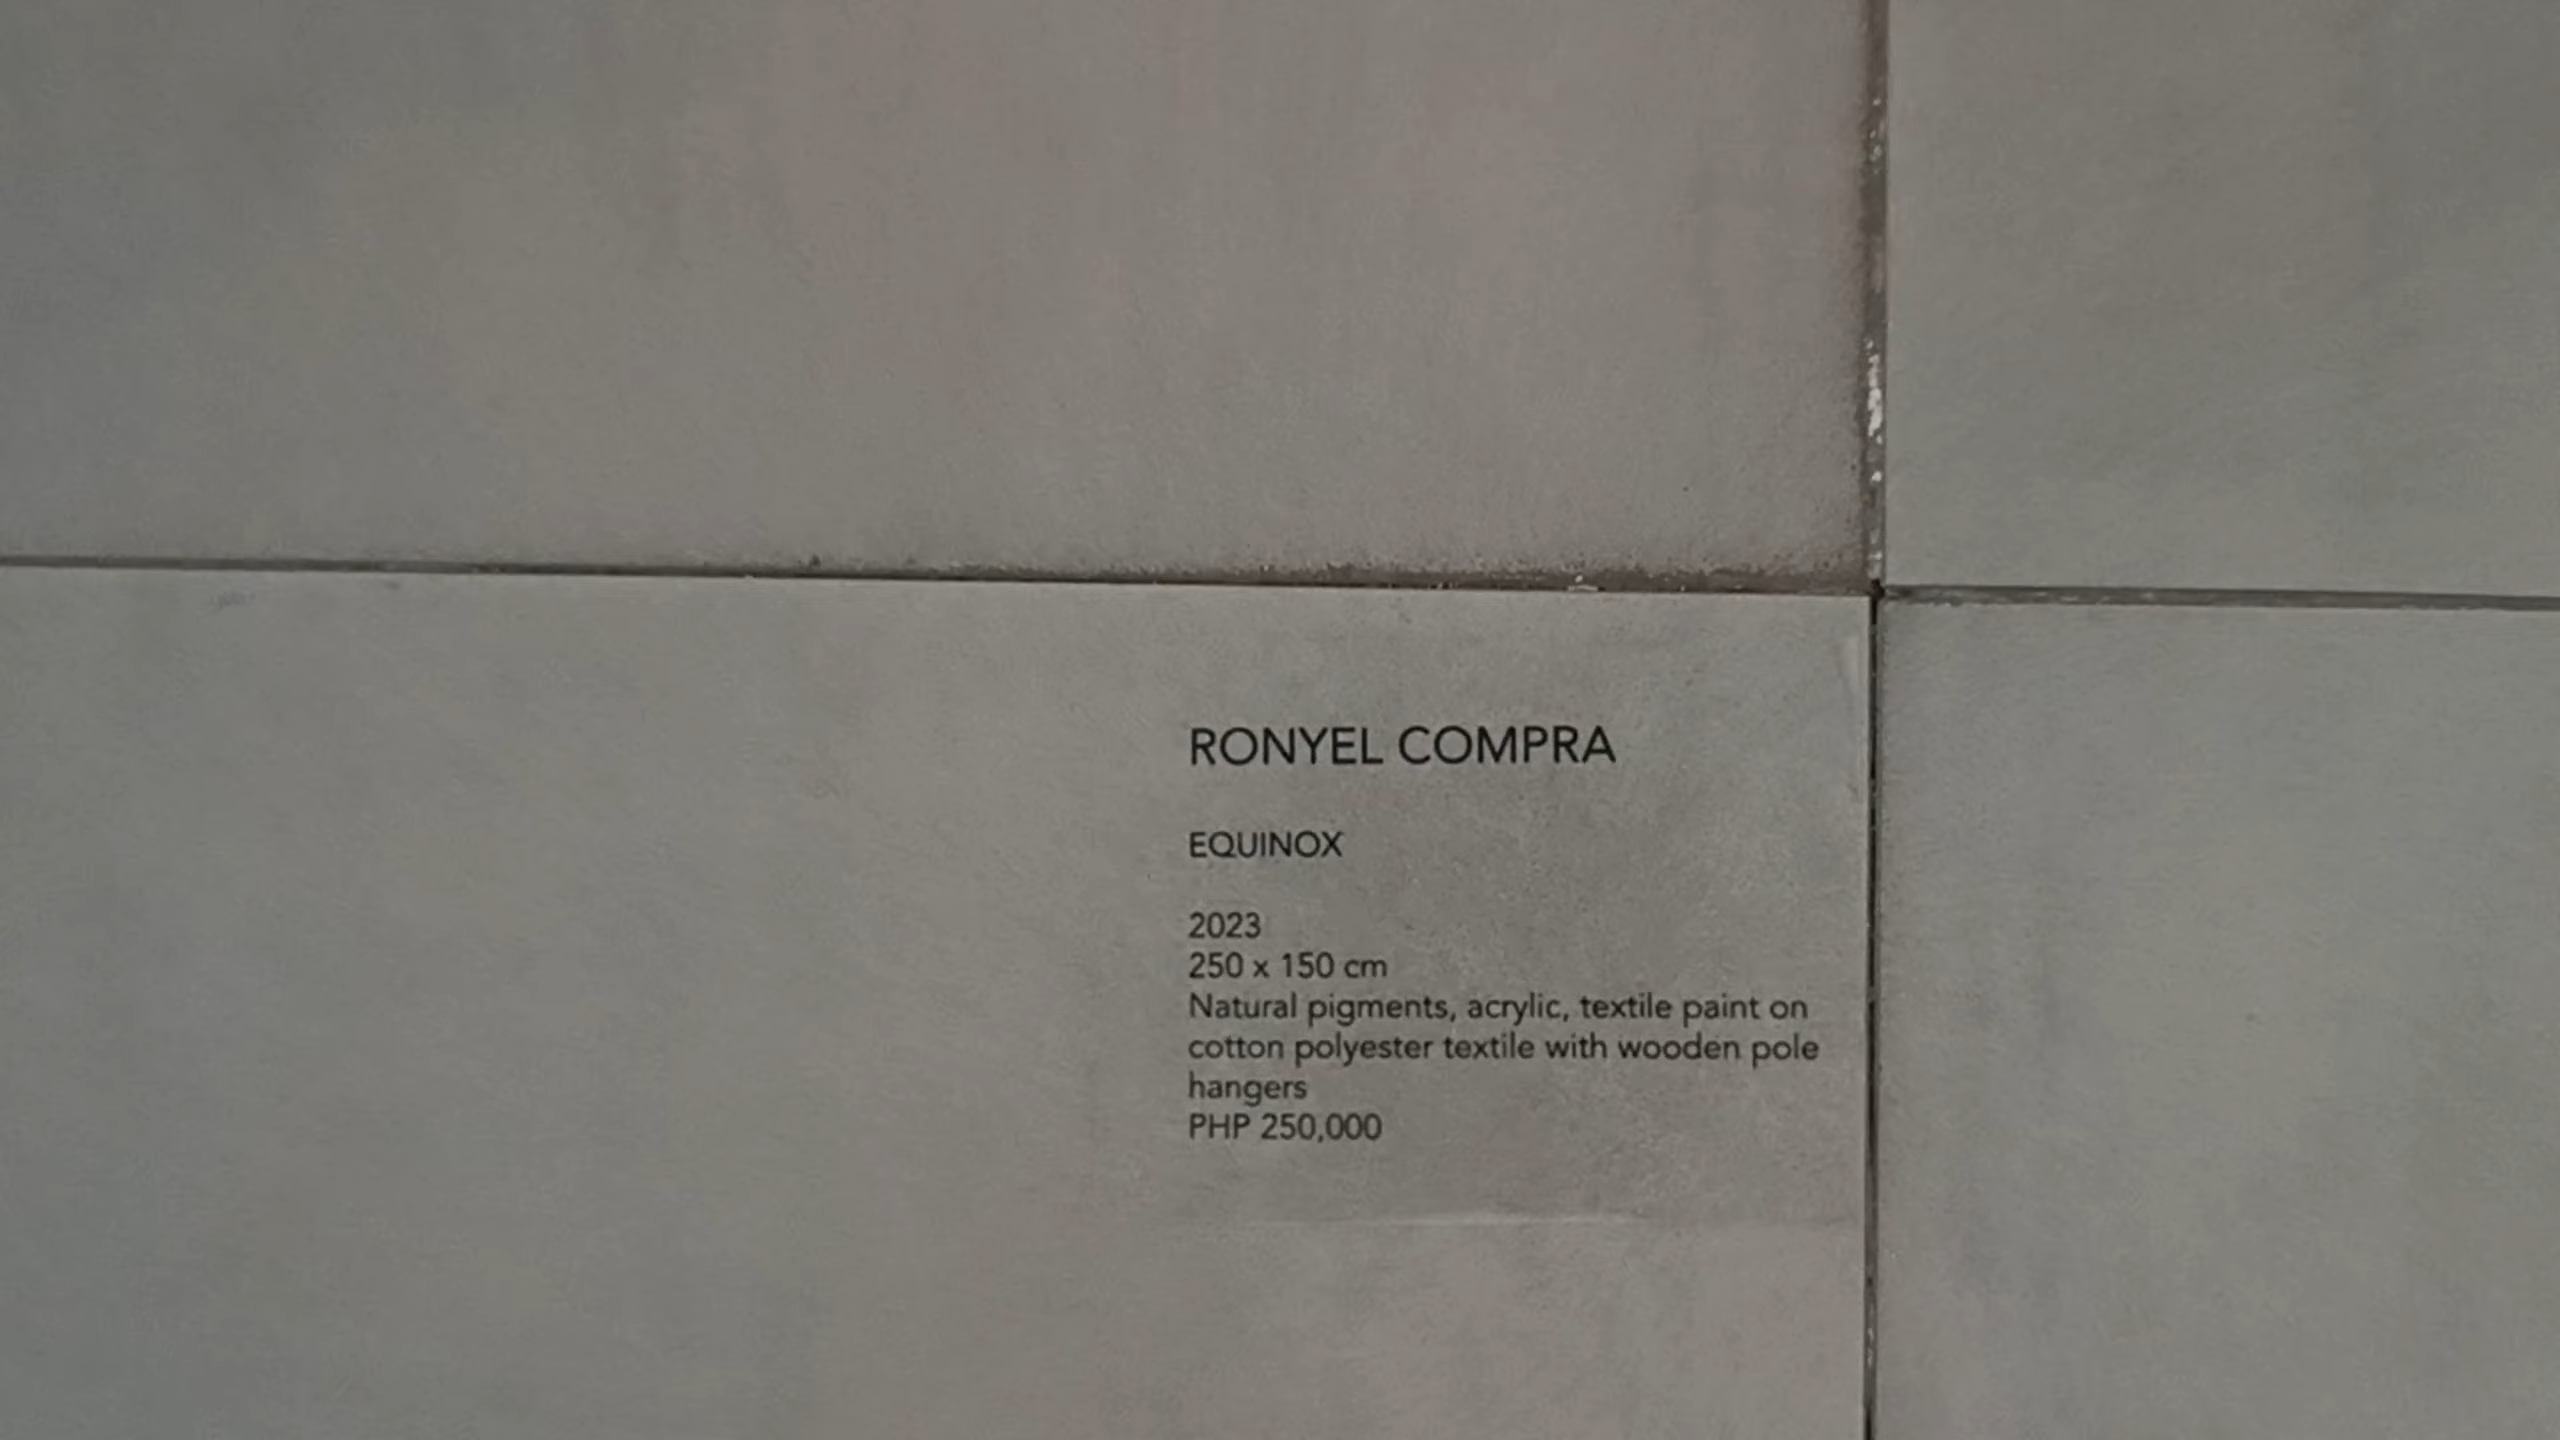 RONYEL COMPRA
EQUINOX
2023
250 x 150 cm
Natural pigments, acrylic, textile paint on
cotton polyester textile with wooden pole
hangers
PHP 250,000